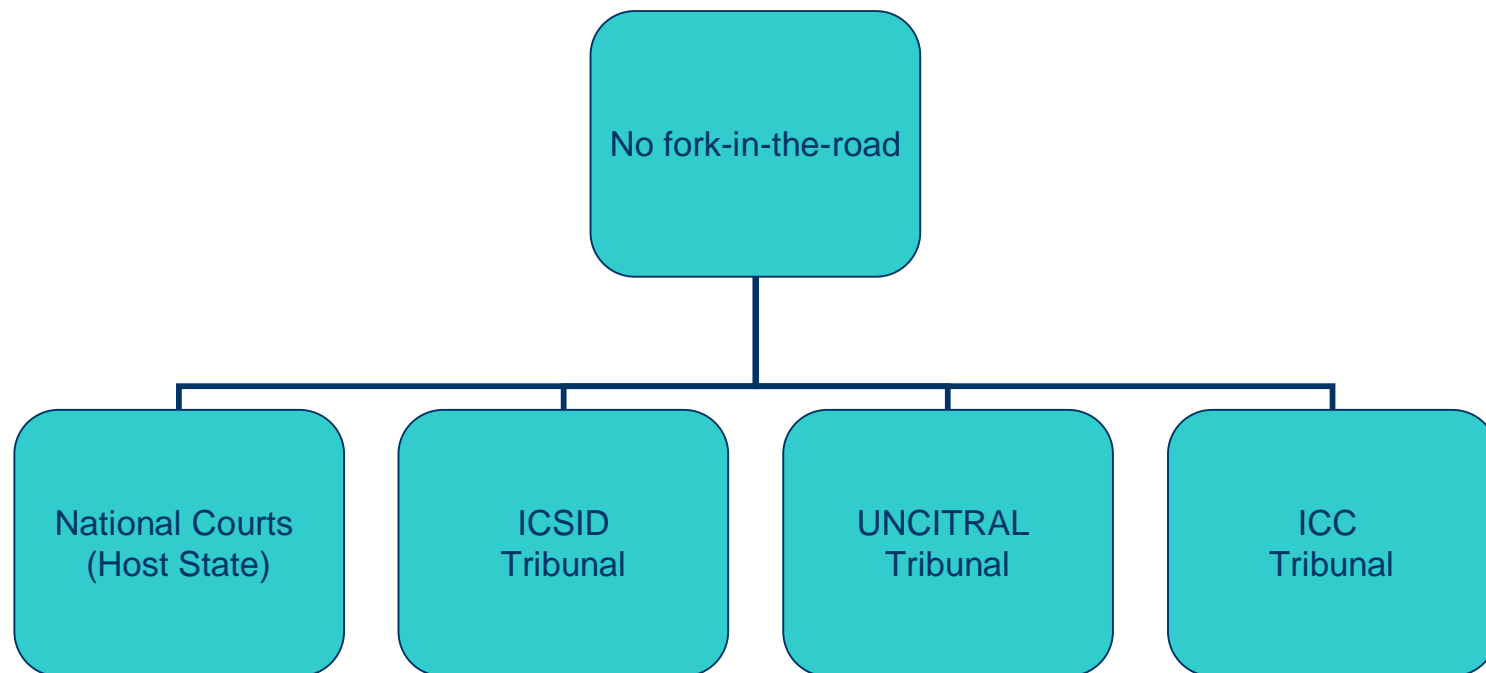 No fork-in-the-road
National Courts
(Host State)
ICSID
Tribunal
UNCITRAL
Tribunal
ICC
Tribunal